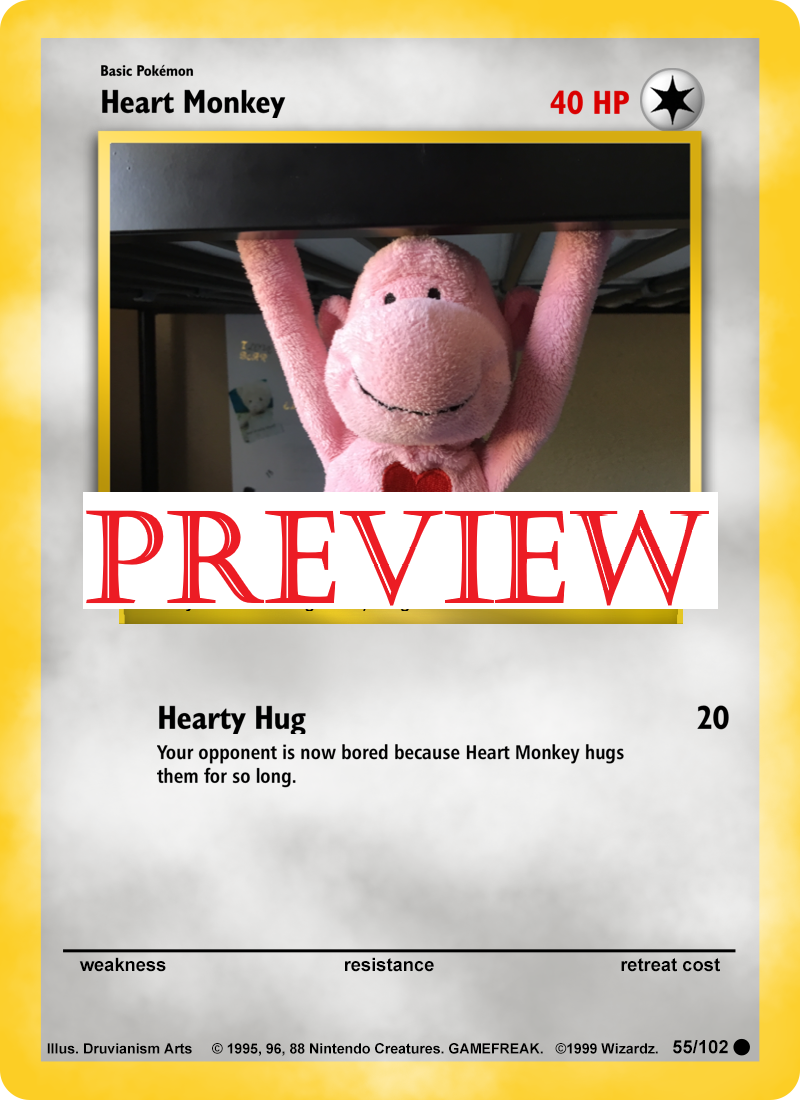 Basic Pokémon
Heart Monkey
40 HP
PREVIEW
Hearty Hug
20
Your opponent is now bored because Heart Monkey hugs
them for so long.
weakness
resistance
retreat cost
Illus. Druvianism Arts
© 1995, 96, 88 Nintendo Creatures. GAMEFREAK.
©1999 Wizardz.
55/102